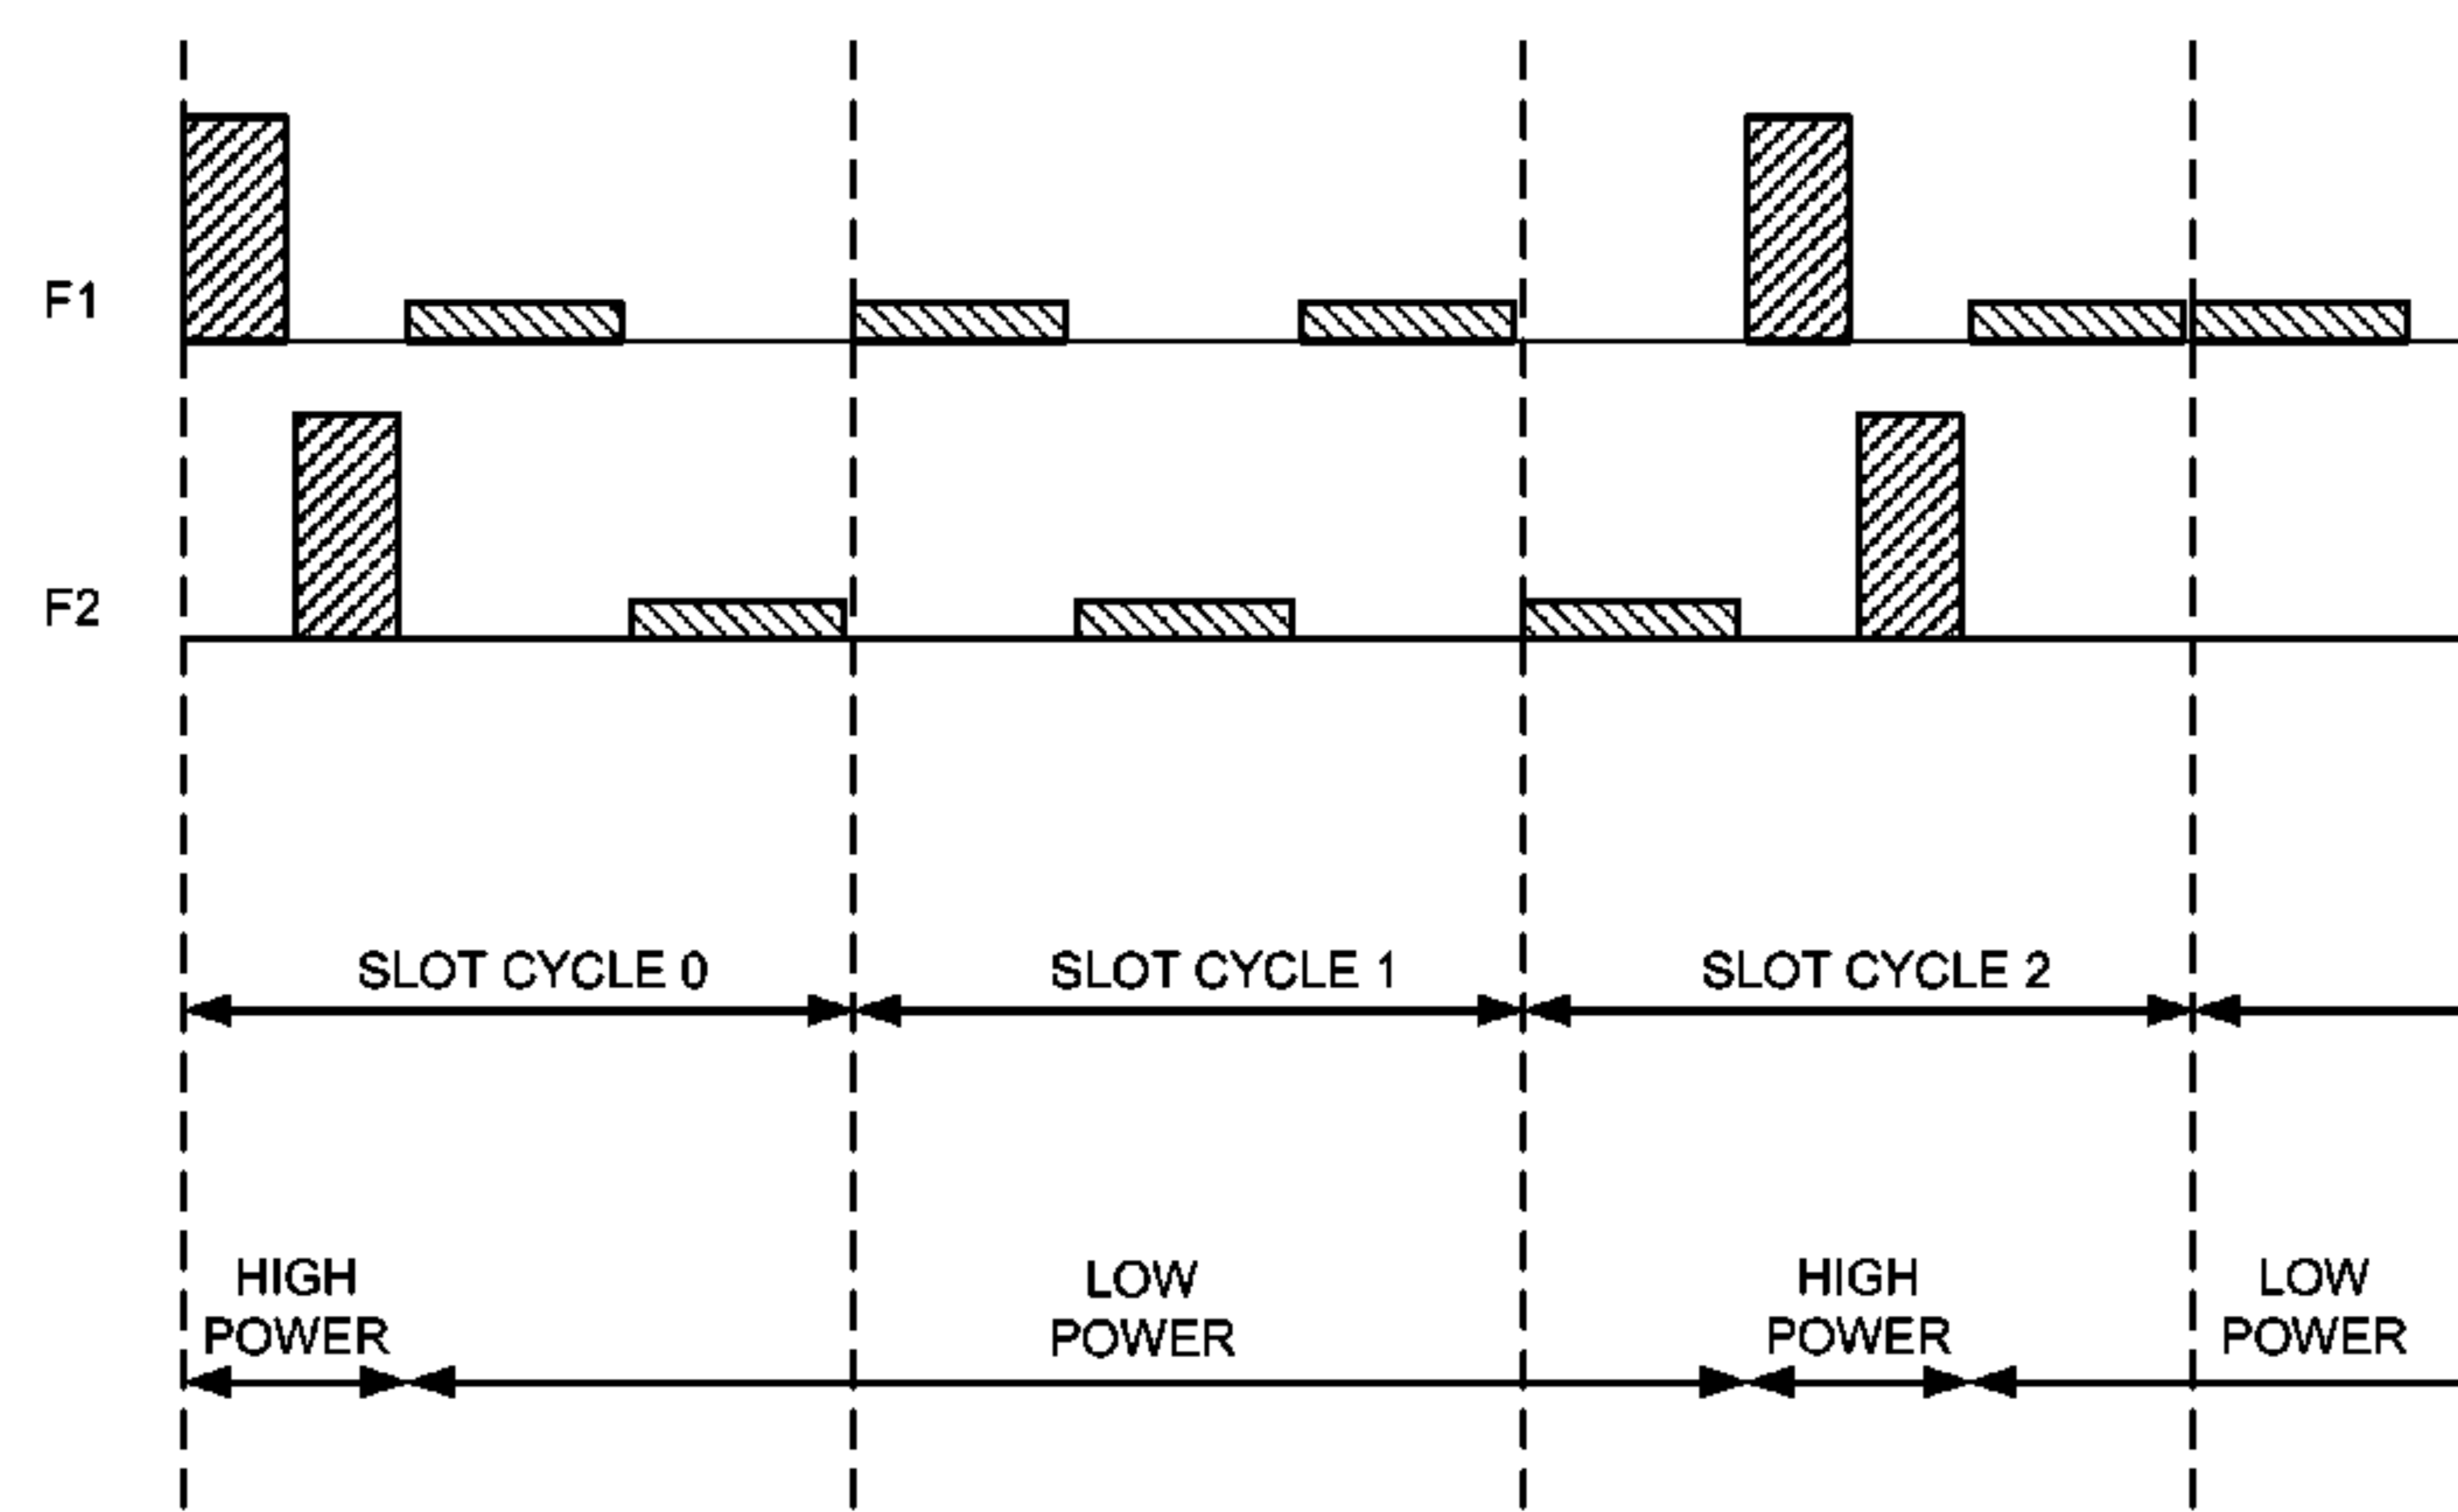 F1
F2
SLOT CYCLE 0
SLOT CYCLE 1
SLOT CYCLE 2
HIGH
POWER
LOW
POWER
HIGH
POWER
LOW
POWER